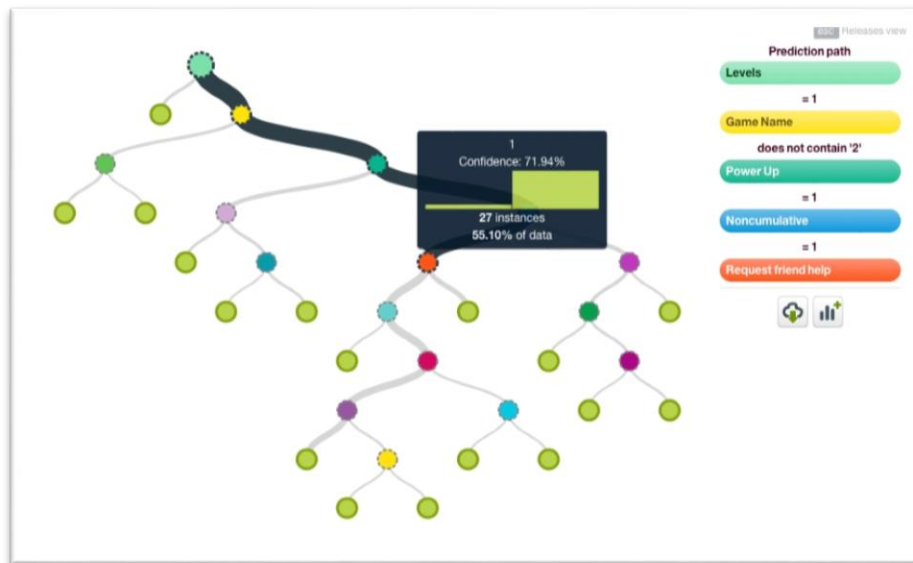 esc Releases view
Prediction path
Levels
= 1
Game Name
does not contain '2'
Power Up
= 1
Noncumulative
= 1
Request friend help
1
Confidence: 71.94%
27 instances
55.10% of data